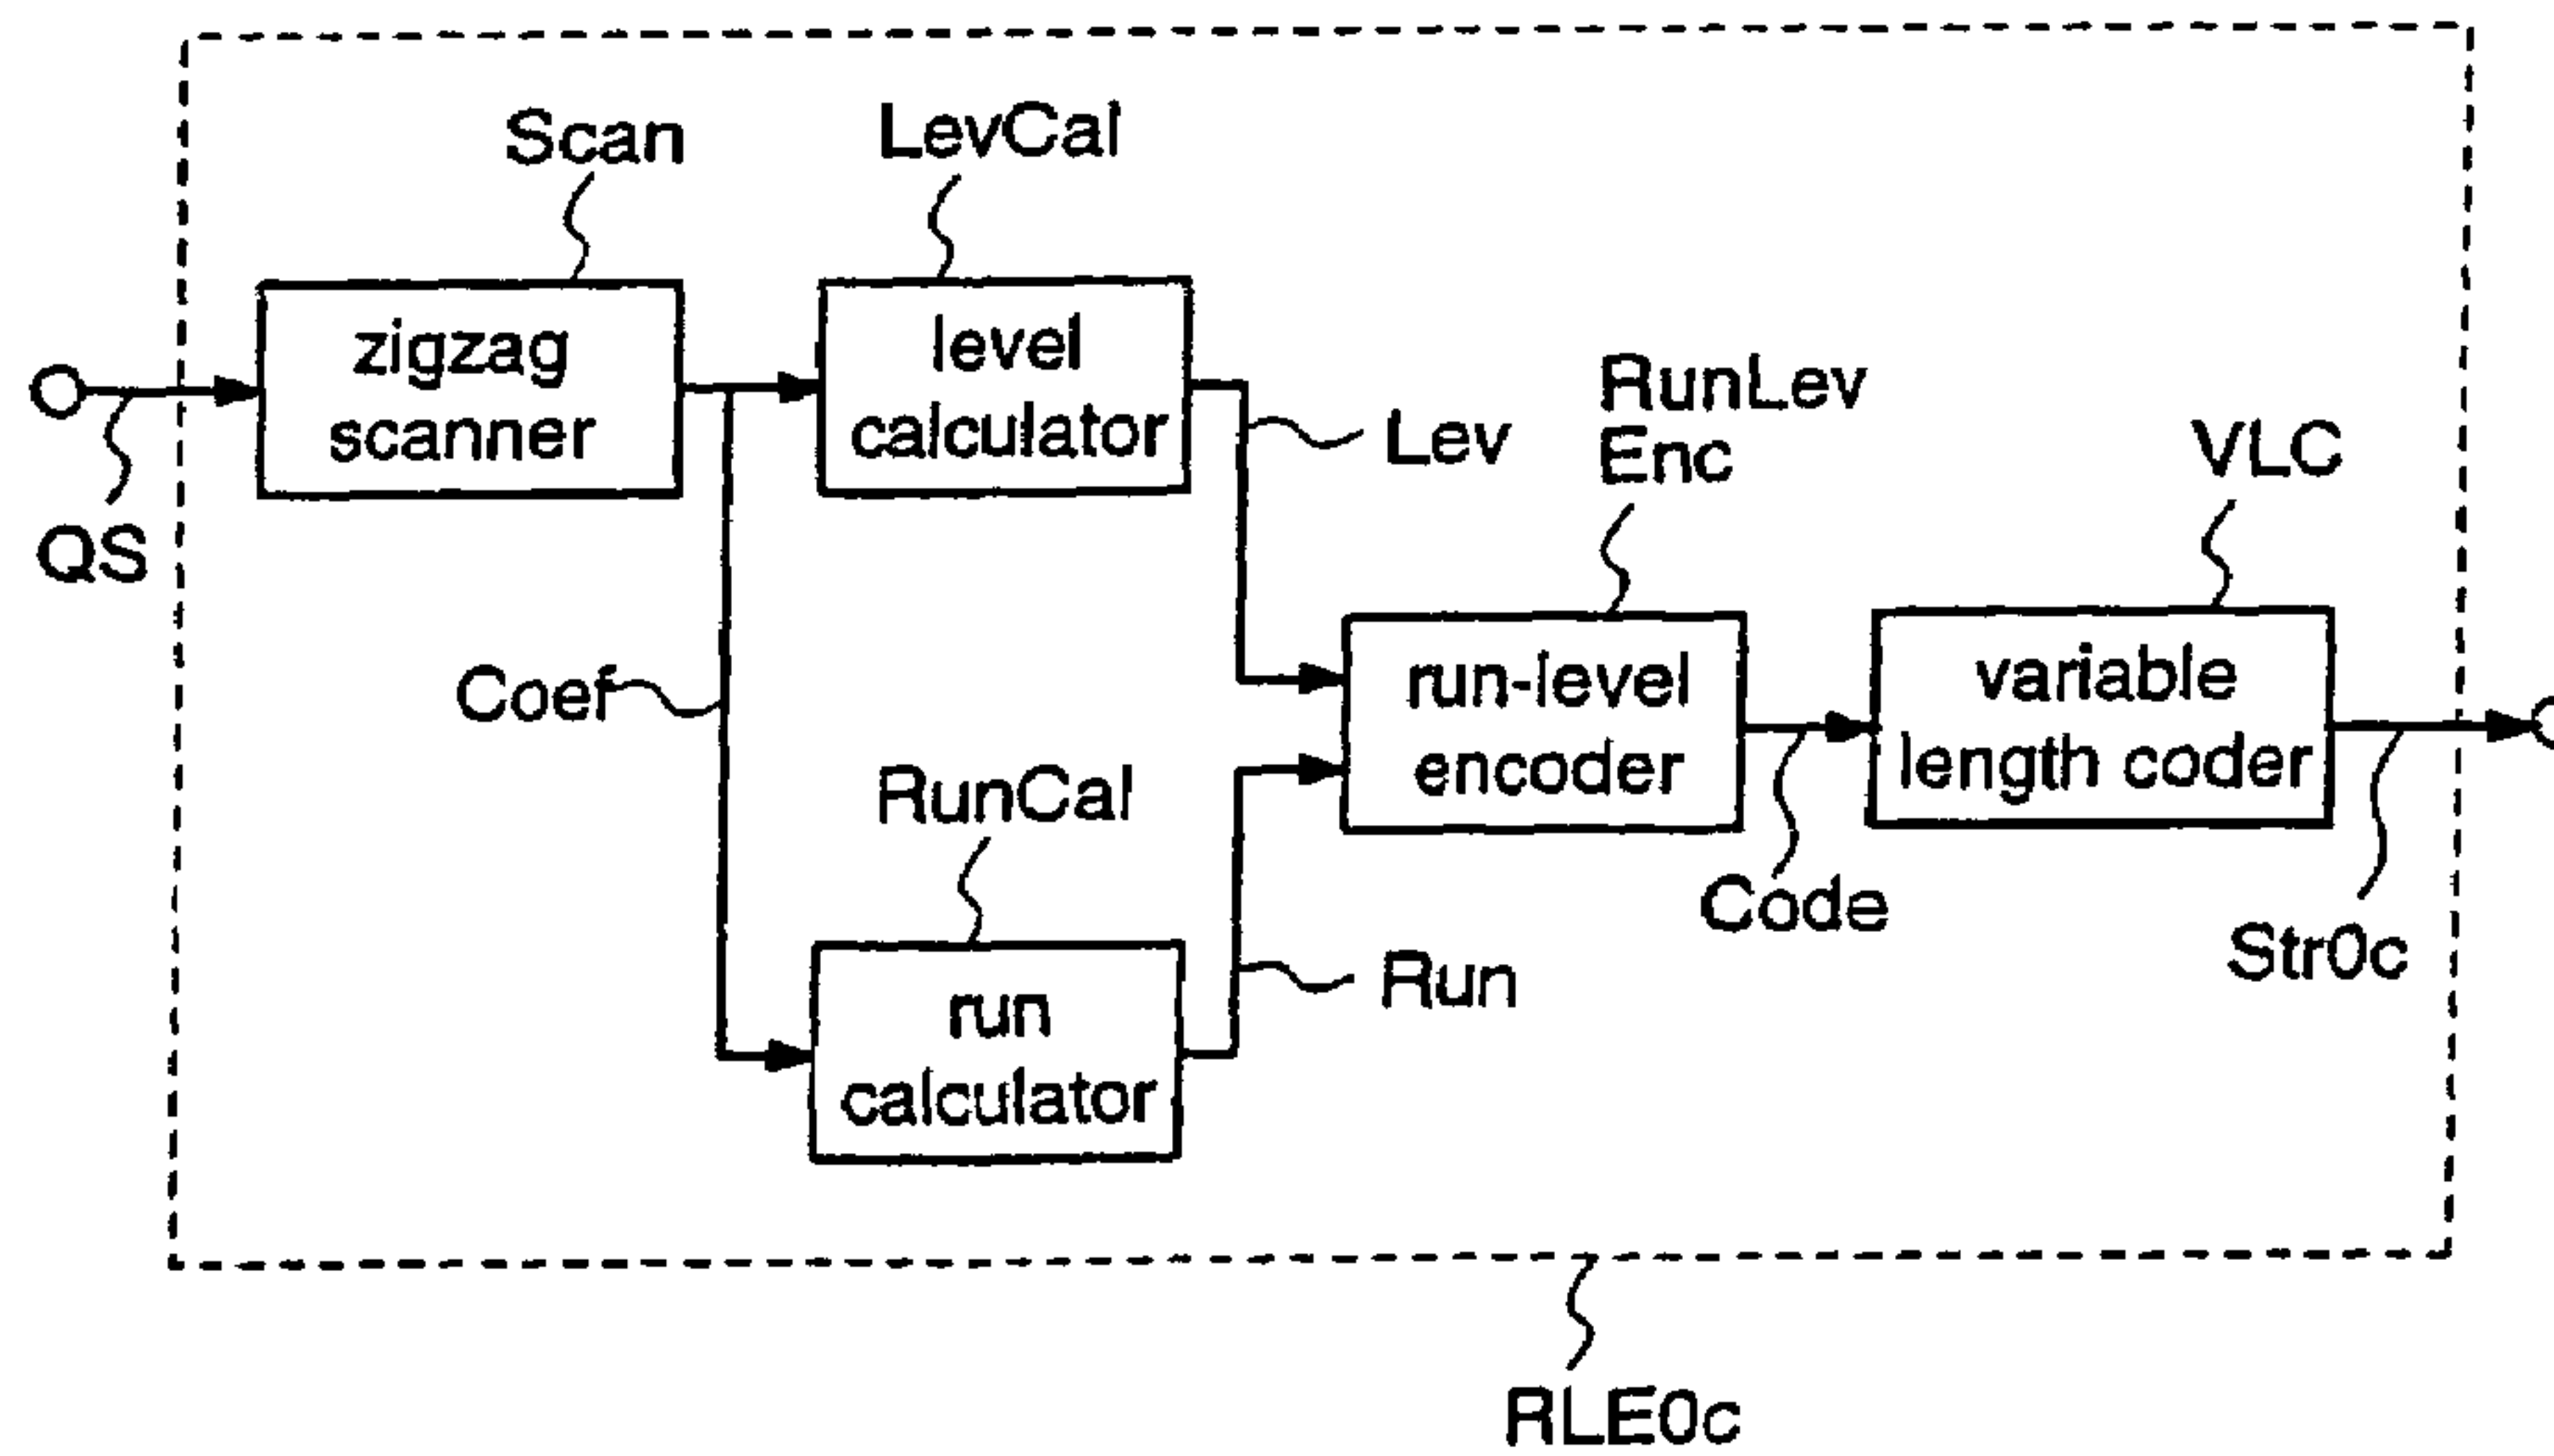 Scan
LevCal
zigzag
scanner
level
calculator
QS
Lev
RunLev
Enc
VLC
Coef
run-level
encoder
variable
length coder
RunCal
Code
Str0c
run
calculator
Run
RLE0c